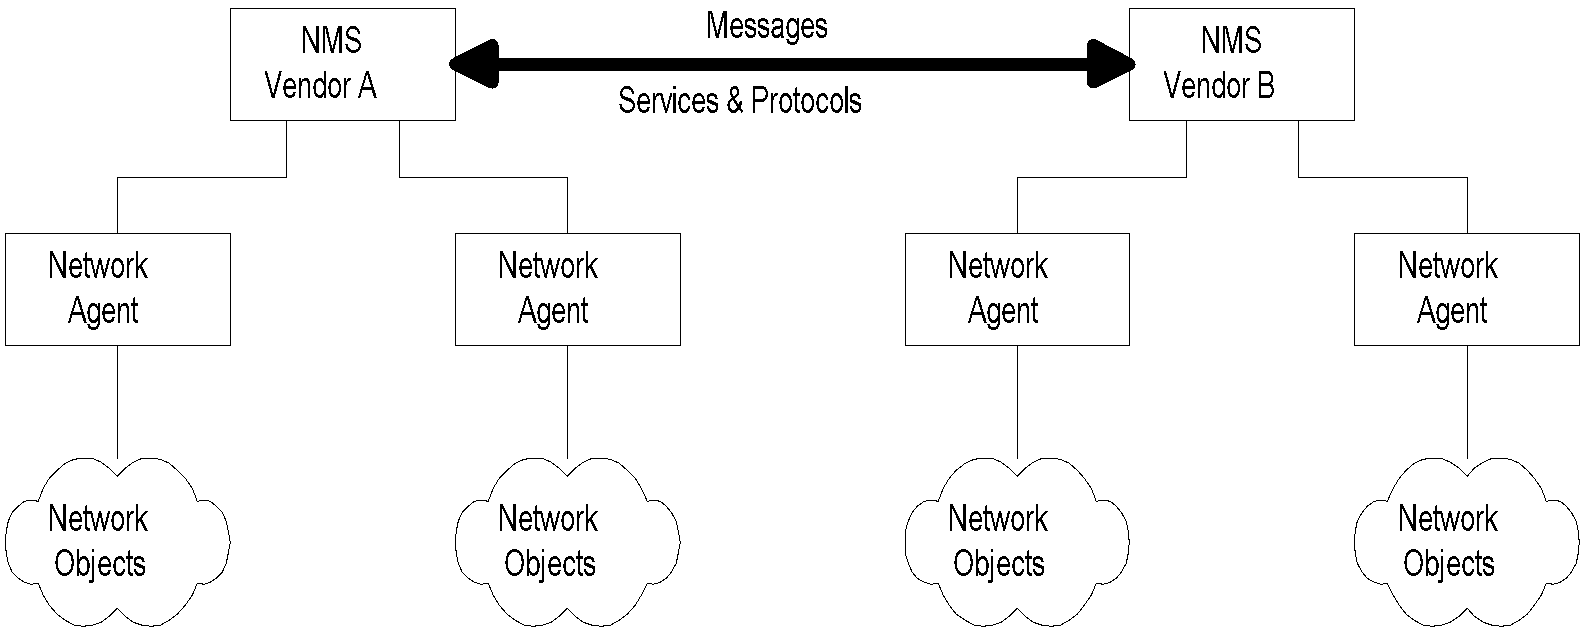 NMS
Vendor A
Messages
Services & Protocols
NMS
Vendor B
Network
Agent
Network
Agent
Network
Agent
Network
Agent
Network
Objects
Network
Objects
Network
Objects
Network
Objects